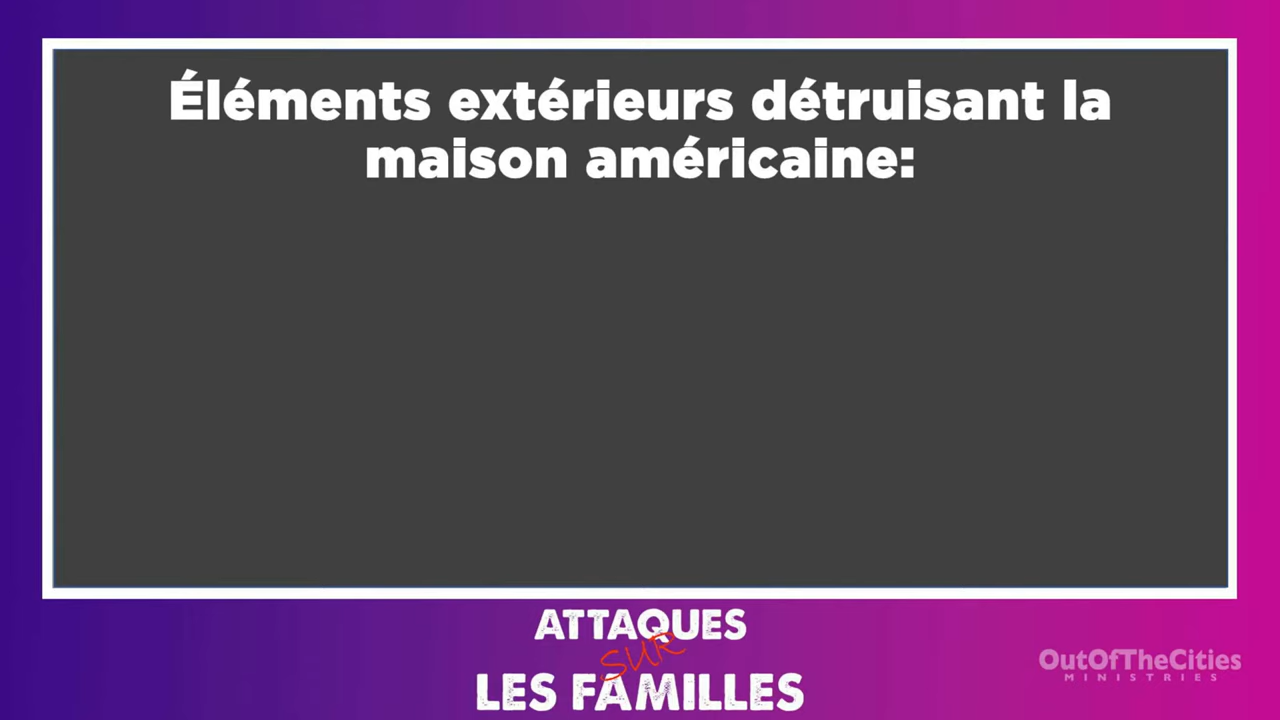 Éléments extérieurs détruisant la
maison américaine:
ATTAQUES
SUR
LES FAMILLES
OutOfTheCities
MINISTRIES